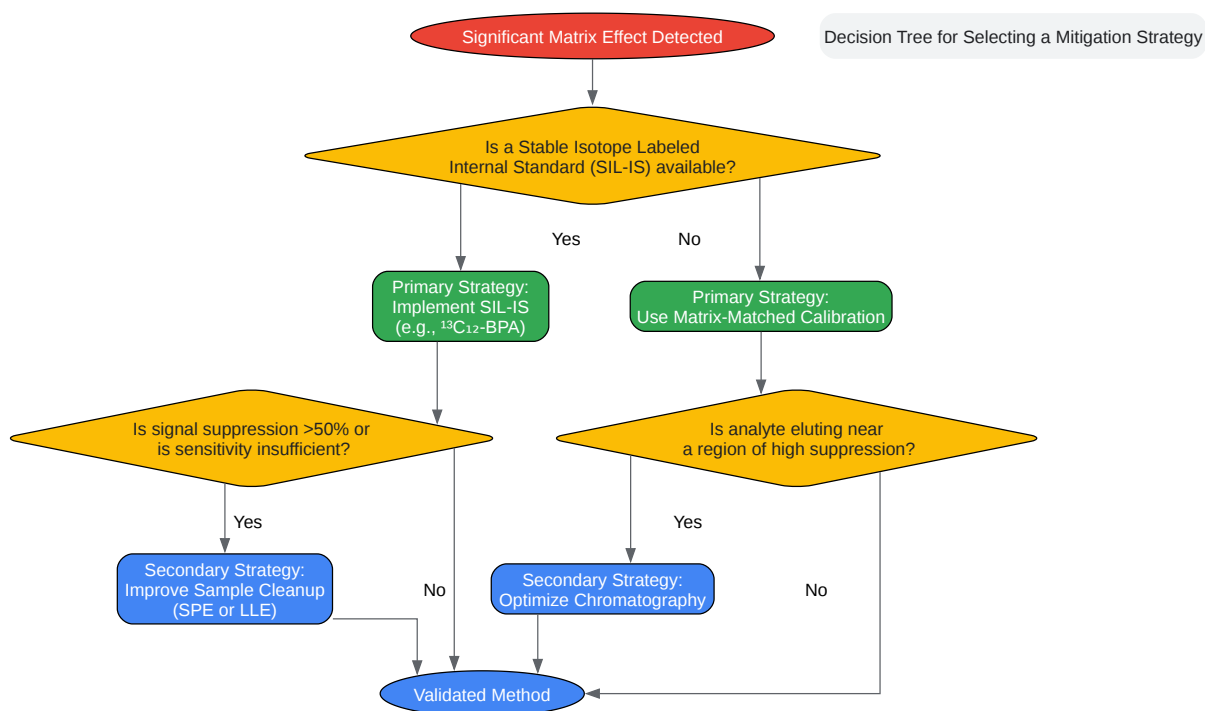 Significant Matrix Effect Detected
Decision Tree for Selecting a Mitigation Strategy
Is a Stable Isotope Labeled
Internal Standard (SIL-IS) available?
Yes
No
Primary Strategy:
Implement SIL-IS
(e.g., ¹³C₁₂-BPA)
Primary Strategy:
Use Matrix-Matched Calibration
Is signal suppression >50% or
is sensitivity insufficient?
Is analyte eluting near
a region of high suppression?
Yes
Yes
Secondary Strategy:
Improve Sample Cleanup
(SPE or LLE)
No
Secondary Strategy:
Optimize Chromatography
No
Validated Method